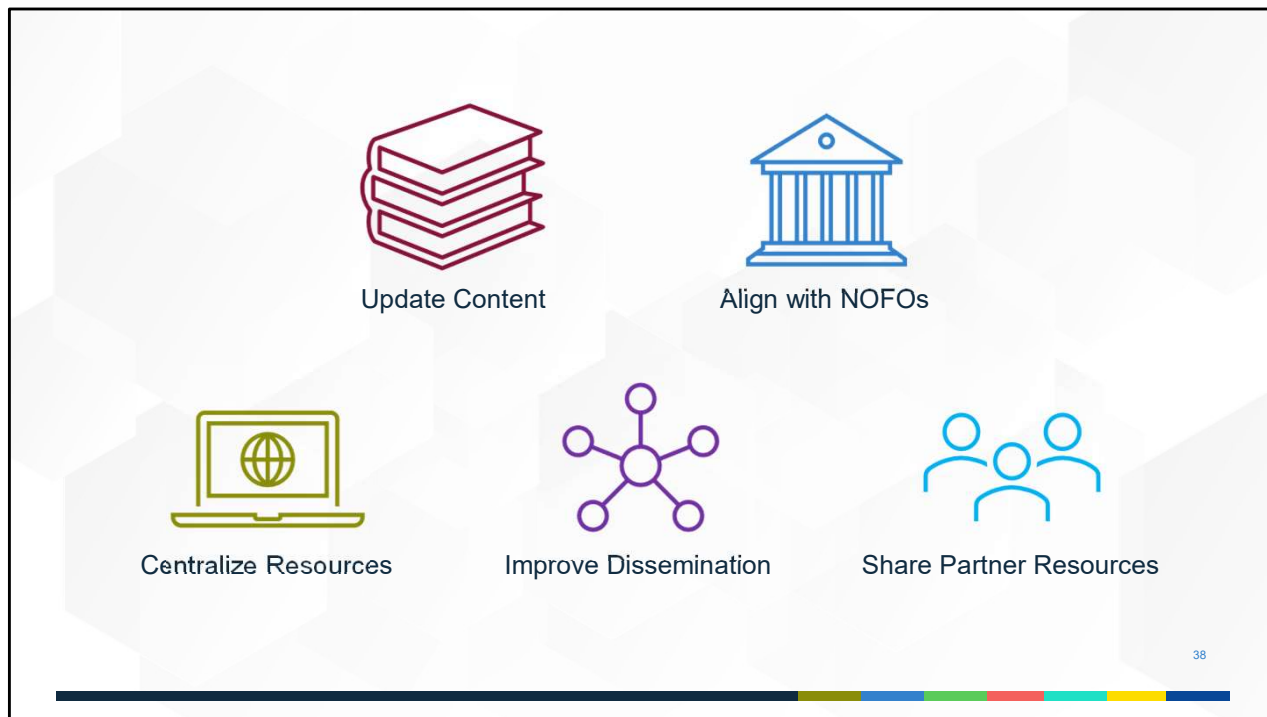 Update Content
Align with NOFOs
Centralize Resources
Improve Dissemination
Share Partner Resources
38